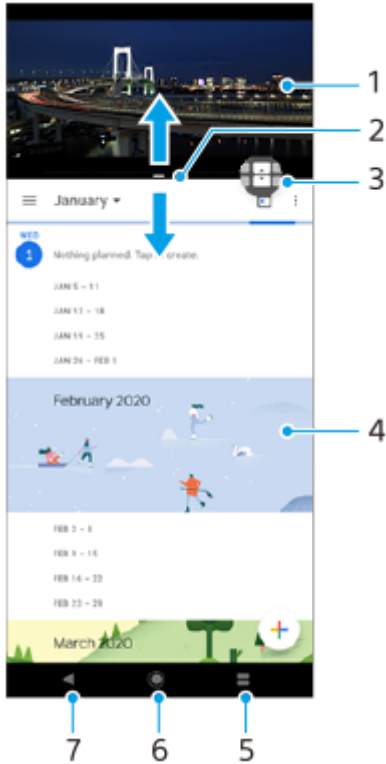 1
2
3
January
WED
1
Nothing planned. Tap to create.
JAN 5 – 11
JAN 12 – 18
JAN 19 – 25
JAN 26 – FEB 1
February 2020
4
FEB 2 – 8
FEB 9 – 15
FEB 16 – 22
FEB 23 – 29
March 2020
7
6
5